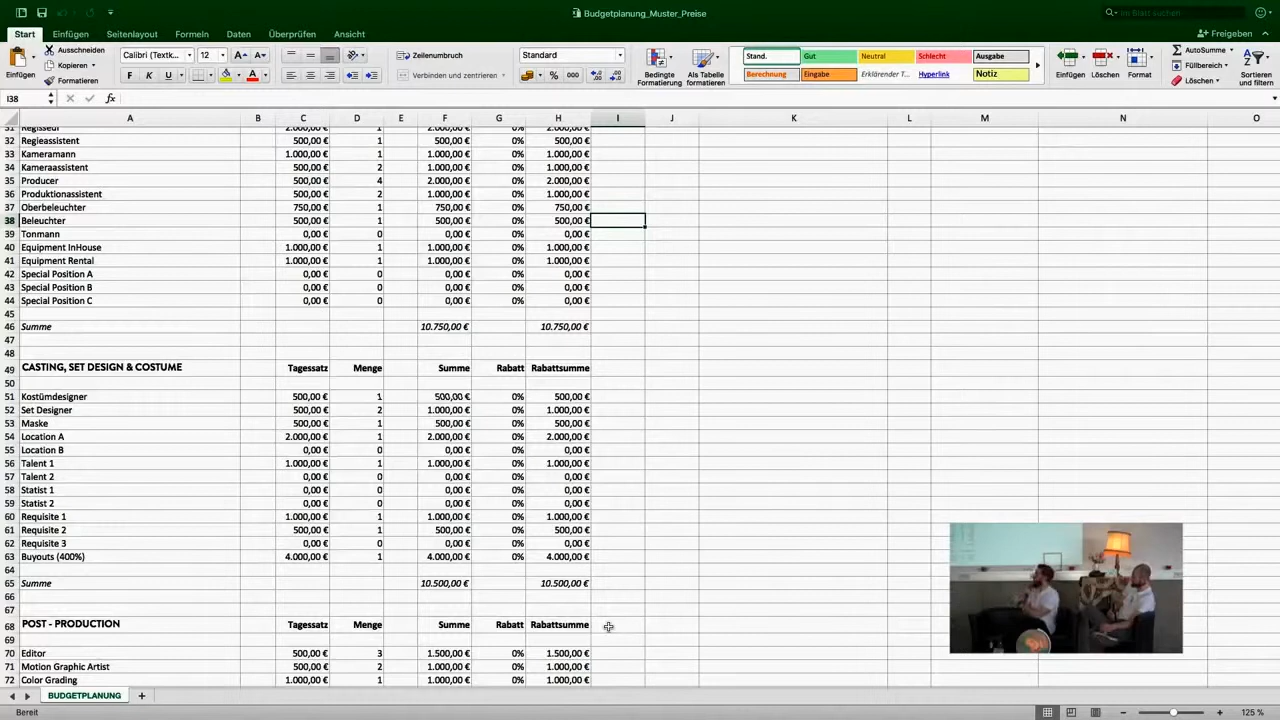 Budgetplanung_Muster_Preise
Im Blatt suchen
Start Einfügen Seitenlayout Formeln Daten Überprüfen Ansicht
Freigeben
Einfügen
Ausschneiden
Kopieren
Formatieren
Calibri (Textk... 12 A A
F K U A
Zeilenumbruch
Verbinden und zentrieren
Standard
% 000
Bedingte Formatierung
Als Tabelle formatieren
Stand. Gut Neutral Schlecht Ausgabe
Berechnung Eingabe Erklärender T... Hyperlink Notiz
Einfügen Löschen Format
AutoSumme
Füllbereich
Löschen
Sortieren und filtern
I38 fx
A B C D E F G H I J K L M N O
31 Regisseur 2.000,00 € 1 2.000,00 € 0% 2.000,00 €
32 Regieassistent 500,00 € 1 500,00 € 0% 500,00 €
33 Kameramann 1.000,00 € 1 1.000,00 € 0% 1.000,00 €
34 Kameraassistent 500,00 € 2 1.000,00 € 0% 1.000,00 €
35 Producer 500,00 € 4 2.000,00 € 0% 2.000,00 €
36 Produktionassistent 500,00 € 2 1.000,00 € 0% 1.000,00 €
37 Oberbeleuchter 750,00 € 1 750,00 € 0% 750,00 €
38 Beleuchter 500,00 € 1 500,00 € 0% 500,00 €
39 Tonmann 0,00 € 0 0,00 € 0% 0,00 €
40 Equipment InHouse 1.000,00 € 1 1.000,00 € 0% 1.000,00 €
41 Equipment Rental 1.000,00 € 1 1.000,00 € 0% 1.000,00 €
42 Special Position A 0,00 € 0 0,00 € 0% 0,00 €
43 Special Position B 0,00 € 0 0,00 € 0% 0,00 €
44 Special Position C 0,00 € 0 0,00 € 0% 0,00 €
45
46 Summe 10.750,00 € 10.750,00 €
47
48
49 CASTING, SET DESIGN & COSTUME Tagessatz Menge Summe Rabatt Rabattsumme
50
51 Kostümdesigner 500,00 € 1 500,00 € 0% 500,00 €
52 Set Designer 500,00 € 2 1.000,00 € 0% 1.000,00 €
53 Maske 500,00 € 1 500,00 € 0% 500,00 €
54 Location A 2.000,00 € 1 2.000,00 € 0% 2.000,00 €
55 Location B 0,00 € 0 0,00 € 0% 0,00 €
56 Talent 1 1.000,00 € 1 1.000,00 € 0% 1.000,00 €
57 Talent 2 0,00 € 0 0,00 € 0% 0,00 €
58 Statist 1 0,00 € 0 0,00 € 0% 0,00 €
59 Statist 2 0,00 € 0 0,00 € 0% 0,00 €
60 Requisite 1 1.000,00 € 1 1.000,00 € 0% 1.000,00 €
61 Requisite 2 500,00 € 1 500,00 € 0% 500,00 €
62 Requisite 3 0,00 € 0 0,00 € 0% 0,00 €
63 Buyouts (400%) 4.000,00 € 1 4.000,00 € 0% 4.000,00 €
64
65 Summe 10.500,00 € 10.500,00 €
66
67
68 POST - PRODUCTION Tagessatz Menge Summe Rabatt Rabattsumme
69
70 Editor 500,00 € 3 1.500,00 € 0% 1.500,00 €
71 Motion Graphic Artist 500,00 € 2 1.000,00 € 0% 1.000,00 €
72 Color Grading 1.000,00 € 1 1.000,00 € 0% 1.000,00 €
BUDGETPLANUNG
Bereit
125 %